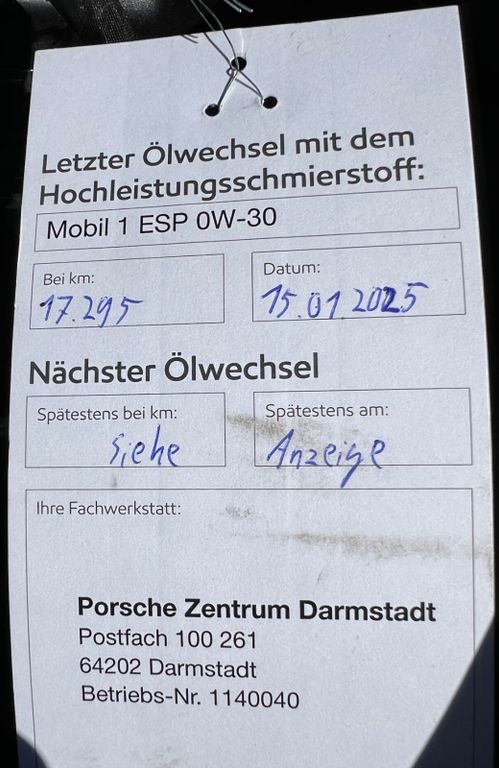 Letzter Ölwechsel mit dem
Hochleistungsschmierstoff:
Mobil 1 ESP 0W-30
Bei km:
17.295
Datum:
15.01.2025
Nächster Ölwechsel
Spätestens bei km:
siehe
Spätestens am:
Anzeige
Ihre Fachwerkstatt:
Porsche Zentrum Darmstadt
Postfach 100 261
64202 Darmstadt
Betriebs-Nr. 1140040